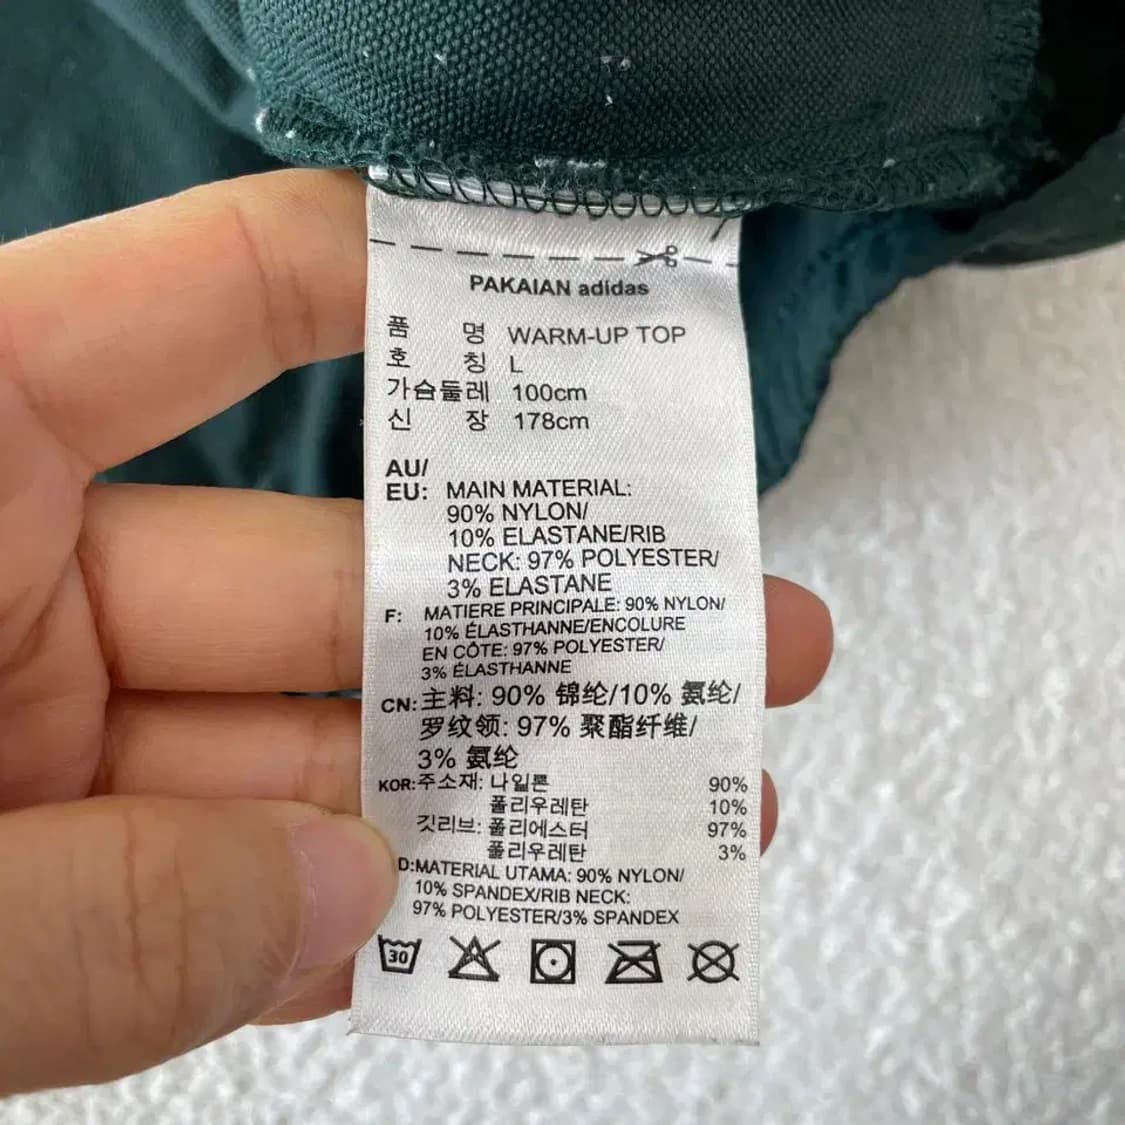 PAKAIAN adidas
품 명 WARM-UP TOP
호 칭 L
가슴둘레 100cm
신 장 178cm
AU/
EU: MAIN MATERIAL:
90% NYLON/
10% ELASTANE/RIB
NECK: 97% POLYESTER/
3% ELASTANE
F: MATIERE PRINCIPALE: 90% NYLON/
10% ÉLASTHANNE/ENCOLURE
EN CÔTE: 97% POLYESTER/
3% ÉLASTHANNE
CN: 主料: 90% 锦纶/10% 氨纶/
罗纹领: 97% 聚酯纤维/
3% 氨纶
KOR: 주소재: 나일론 90%
폴리우레탄 10%
깃리브: 폴리에스터 97%
폴리우레탄 3%
D: MATERIAL UTAMA: 90% NYLON/
10% SPANDEX/RIB NECK:
97% POLYESTER/3% SPANDEX
30